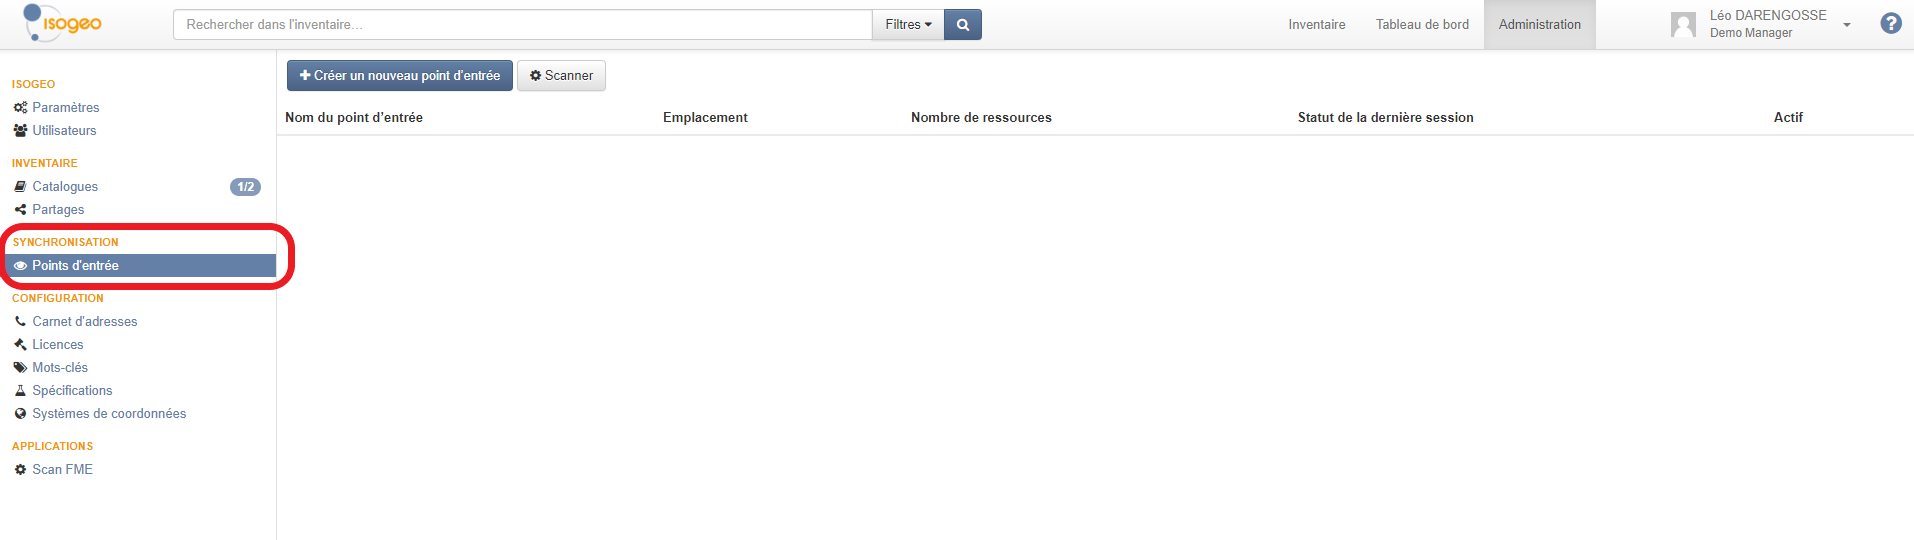 isogeo
Rechercher dans l'inventaire...
Filtres
Inventaire
Tableau de bord
Administration
Léo DARENGOSSE
Demo Manager
?
ISOGEO
Paramètres
Utilisateurs
INVENTAIRE
Catalogues 1/2
Partages
SYNCHRONISATION
Points d'entrée
CONFIGURATION
Carnet d'adresses
Licences
Mots-clés
Spécifications
Systèmes de coordonnées
APPLICATIONS
Scan FME
Créer un nouveau point d'entrée
Scanner
Nom du point d’entrée
Emplacement
Nombre de ressources
Statut de la dernière session
Actif